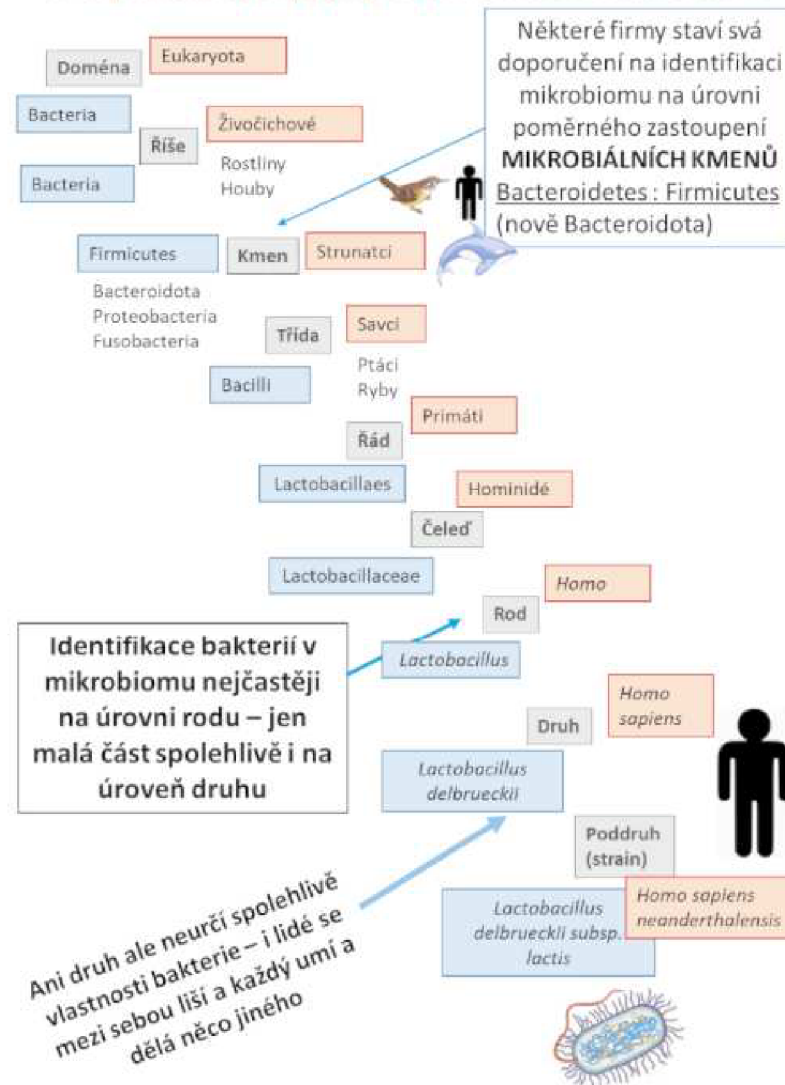 Doména
Eukaryota
Bacteria
Říše
Živočichové
Rostliny
Houby
Bacteria
Některé firmy staví svá
doporučení na identifikaci
mikrobiomu na úrovni
poměrného zastoupení
MIKROBIÁLNÍCH KMENŮ
Bacteroidetes : Firmicutes
(nově Bacteroidota)
Firmicutes
Kmen
Strunatci
Bacteroidota
Proteobacteria
Fusobacteria
Třída
Savci
Ptáci
Ryby
Bacilli
Primáti
Řád
Lactobacillaes
Hominidé
Čeleď
Lactobacillaceae
Homo
Rod
Lactobacillus
Identifikace bakterií v
mikrobiomu nejčastěji
na úrovni rodu – jen
malá část spolehlivě i na
úroveň druhu
Homo
sapiens
Druh
Lactobacillus
delbrueckii
Poddruh
(strain)
Homo sapiens
neanderthalensis
Lactobacillus
delbrueckii subsp.
lactis
Ani druh ale neurčí spolehlivě
vlastnosti bakterie – i lidé se
mezi sebou liší a každý umí a
dělá něco jiného